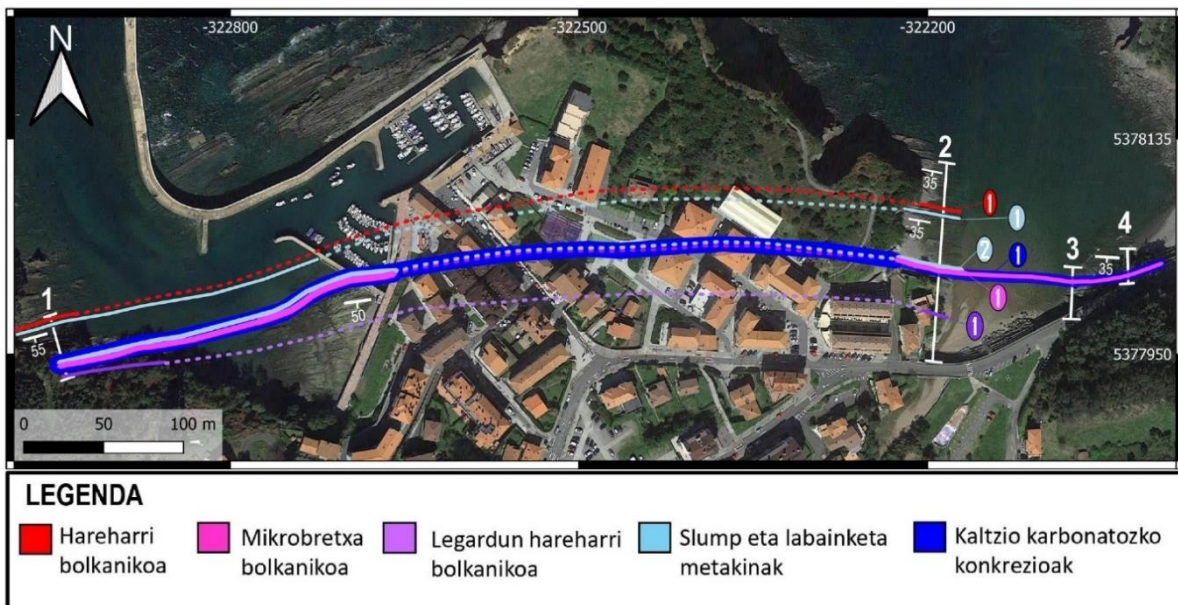 -322800 -322500 -322200
N
5378135
2
35
1
1
35
4
2 1
3
35
1
1
50
1
55
5377950
0 50 100 m
LEGENDA
Hareharri bolkanikoa
Mikrobretxa bolkanikoa
Legardun hareharri bolkanikoa
Slump eta labainketa metakinak
Kaltzio karbonatozko konkrezioak